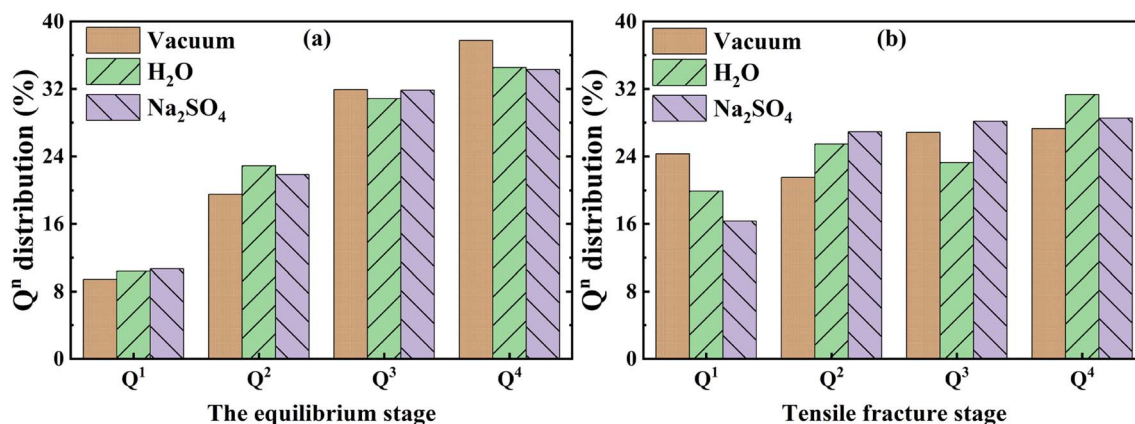 (a)
Vacuum
H₂O
Na₂SO₄
Qⁿ distribution (%)
40
32
24
16
8
0
Q¹ Q² Q³ Q⁴
The equilibrium stage
(b)
Vacuum
H₂O
Na₂SO₄
Qⁿ distribution (%)
40
32
24
16
8
0
Q¹ Q² Q³ Q⁴
Tensile fracture stage